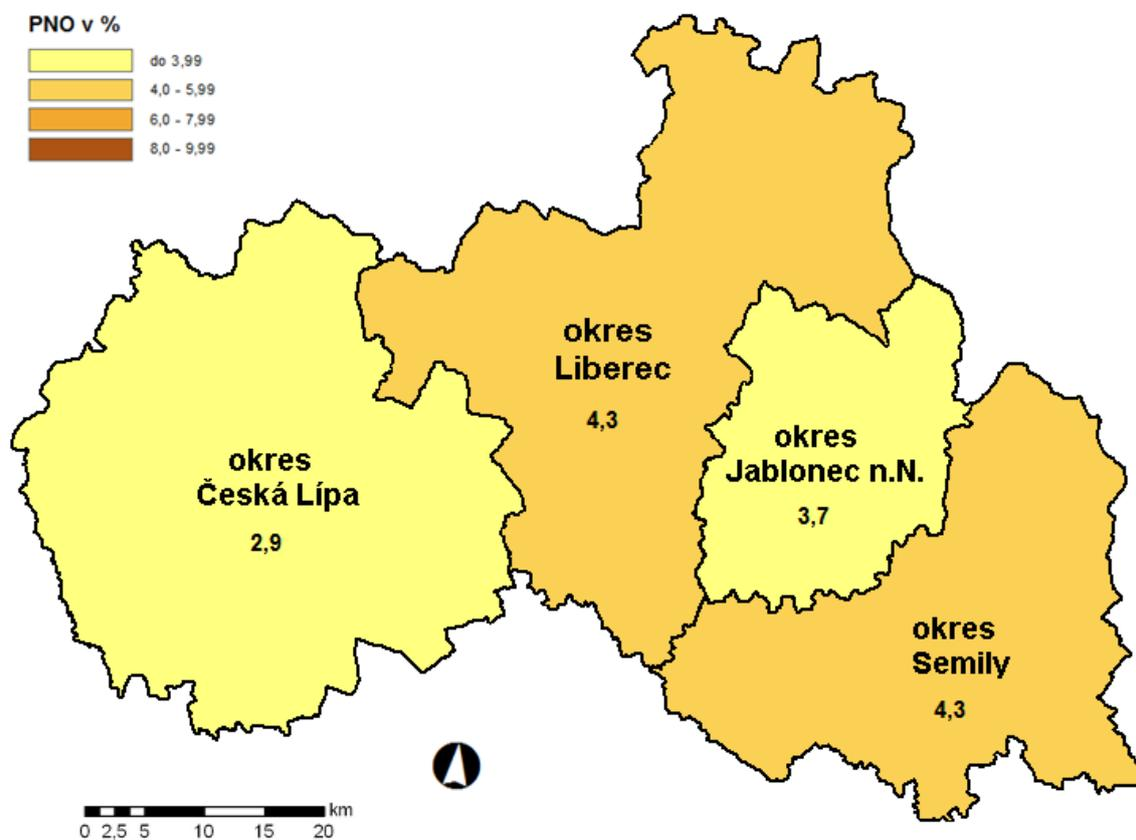 PNO v %
do 3,99
4,0 - 5,99
6,0 - 7,99
8,0 - 9,99
okres
Liberec
4,3
okres
Jablonec n.N.
3,7
okres
Česká Lípa
2,9
okres
Semily
4,3
km
0 2,5 5 10 15 20